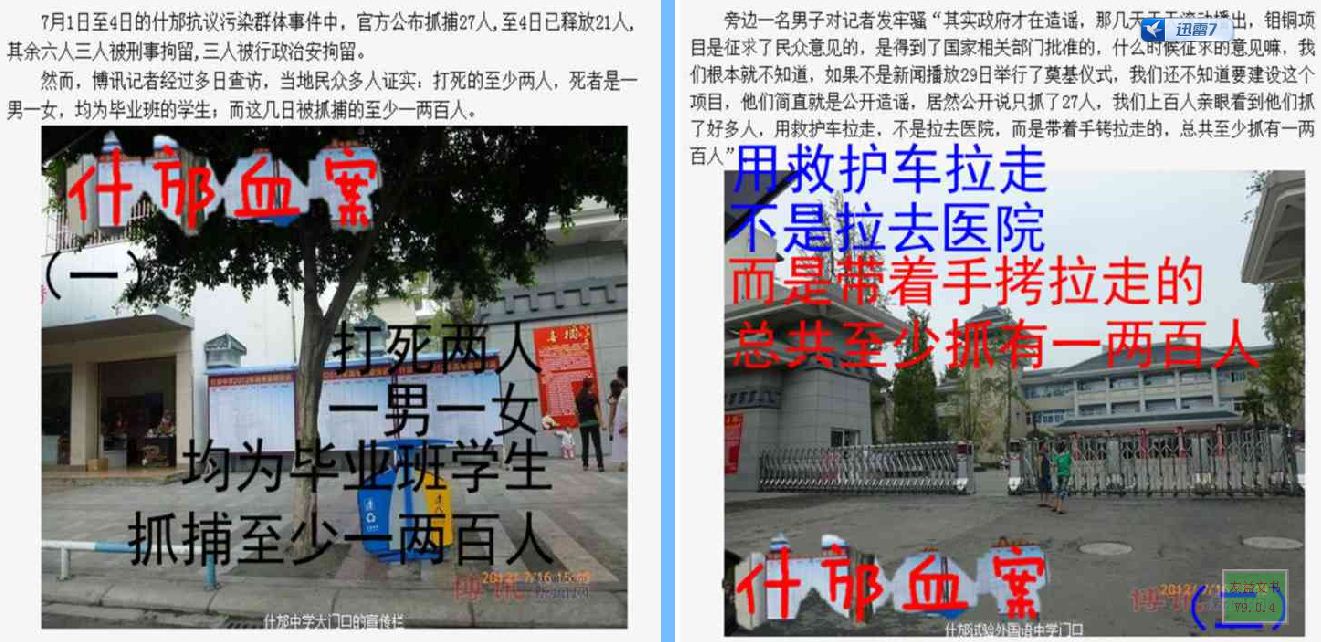 7月1日至4日的什邡抗议污染群体事件中，官方公布抓捕27人,至4日已释放21人,
其余六人三人被刑事拘留,三人被行政治安拘留。
然而，博讯记者经过多日查访，当地民众多人证实：打死的至少两人，死者是一
男一女，均为毕业班的学生；而这几日被抓捕的至少一两百人。
什邡血案
（一）
打死两人
一男一女
均为毕业班学生
抓捕至少一两百人
2012/7/16
什邡中学大门口的宣传栏
旁边一名男子对记者发牢骚“其实政府才在造谣，那几天天天滚动播出，钼铜项
迅雷7
目是征求了民众意见的，是得到了国家相关部门批准的，什么时候征求的意见嘛，我
们根本就不知道，如果不是新闻播放29日举行了奠基仪式，我们还不知道要建设这个
项目，他们简直就是公开造谣，居然公开说只抓了27人，我们上百人亲眼看到他们抓
了好多人，用救护车拉走，不是拉去医院，而是带着手铐拉走的，总共至少抓有一两
百人”
用救护车拉走
不是拉去医院
而是带着手拷拉走的
总共至少抓有一两百人
什邡血案
（二）
2012/7/16
友益文书
V9.0.4
什邡试验外国语中学门口